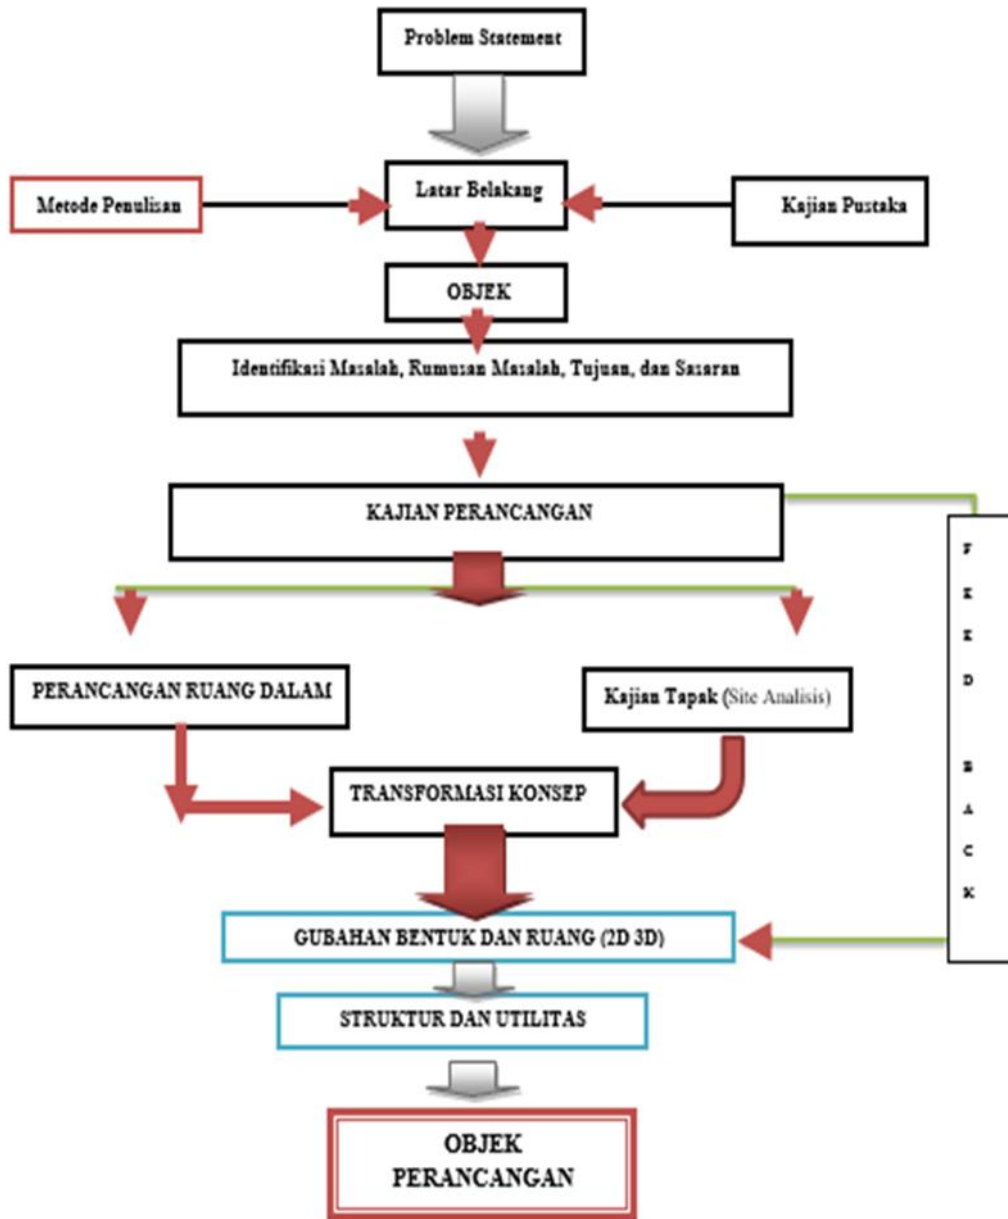 Problem Statement
Latar Belakang
Metode Penulisan
Kajian Pustaka
OBJEK
Identifikasi Masalah, Rumusan Masalah, Tujuan, dan Sasaran
KAJIAN PERANCANGAN
F
E
E
D
B
A
C
K
PERANCANGAN RUANG DALAM
Kajian Tapak (Site Analisis)
TRANSFORMASI KONSEP
GUBAHAN BENTUK DAN RUANG (2D 3D)
STRUKTUR DAN UTILITAS
OBJEK
PERANCANGAN